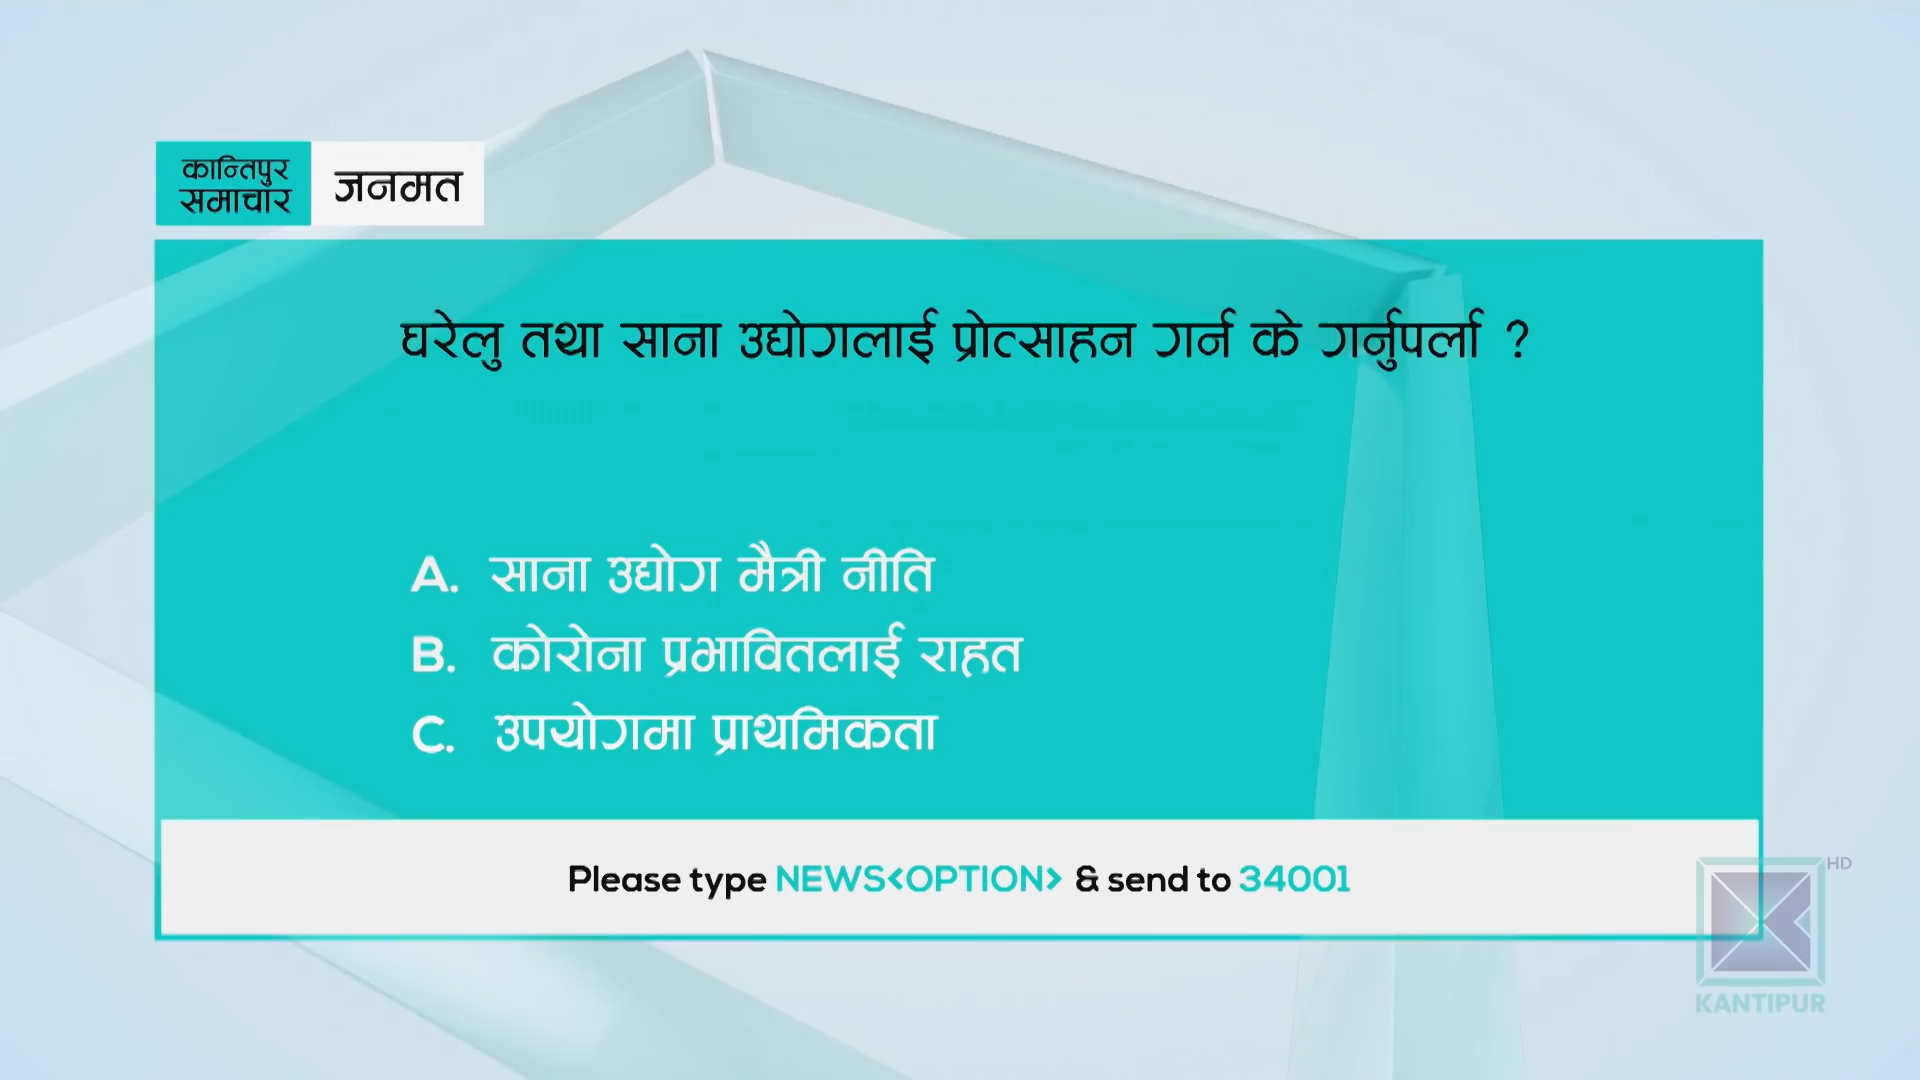 कान्तिपुर
समाचार
जनमत
घरेलु तथा साना उद्योगलाई प्रोत्साहन गर्न के गर्नुपर्ला ?
A. साना उद्योग मैत्री नीति
B. कोरोना प्रभावितलाई राहत
C. उपयोगमा प्राथमिकता
Please type NEWS<OPTION> & send to 34001
HD
KANTIPUR